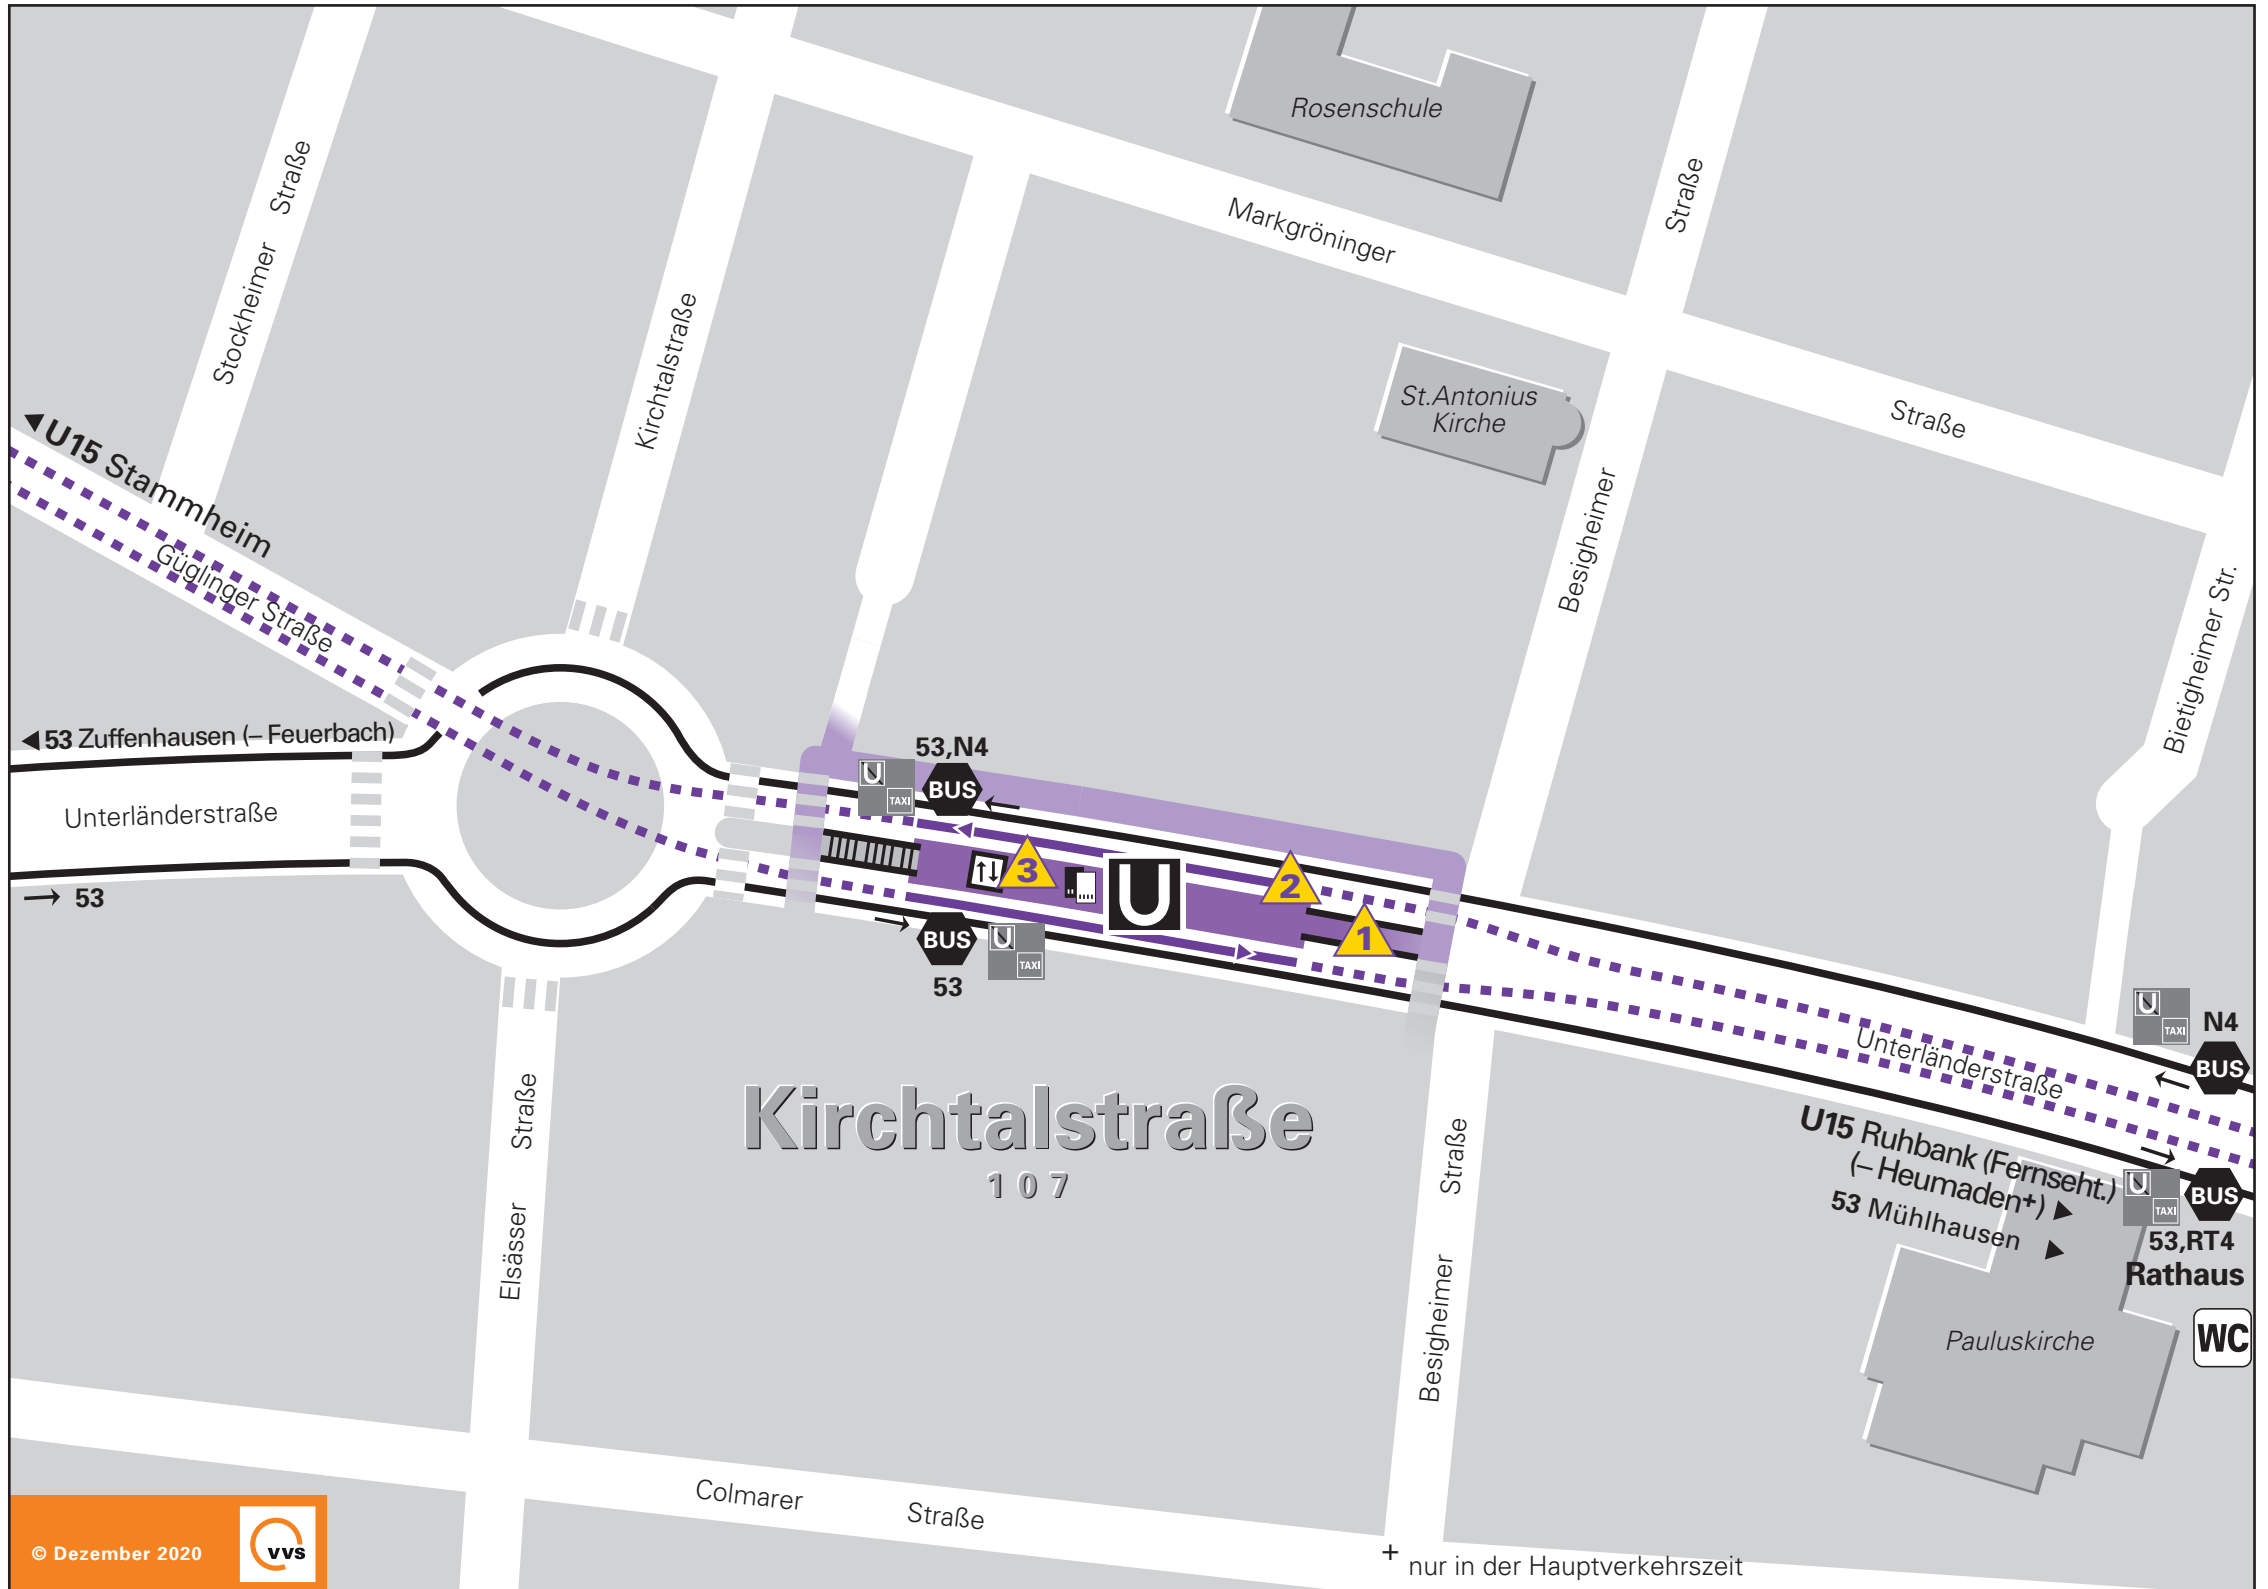 Rosenschule
Markgröninger
Straße
Straße
Besigheimer
St.Antonius
Kirche
Stockheimer Straße
Kirchtalstraße
Bietigheimer Str.
U15 Stammheim
Güglinger Straße
53 Zuffenhausen (– Feuerbach)
Unterländerstraße
53
53,N4
U
TAXI
BUS
3
2
1
U
BUS
U
TAXI
53
Kirchtalstraße
107
Elsässer Straße
Besigheimer Straße
Unterländerstraße
U
TAXI
N4
BUS
U15 Ruhbank (Fernseht.)
(– Heumaden+)
53 Mühlhausen
U
TAXI
BUS
53,RT4
Rathaus
WC
Pauluskirche
Colmarer Straße
+ nur in der Hauptverkehrszeit
© Dezember 2020
vvs